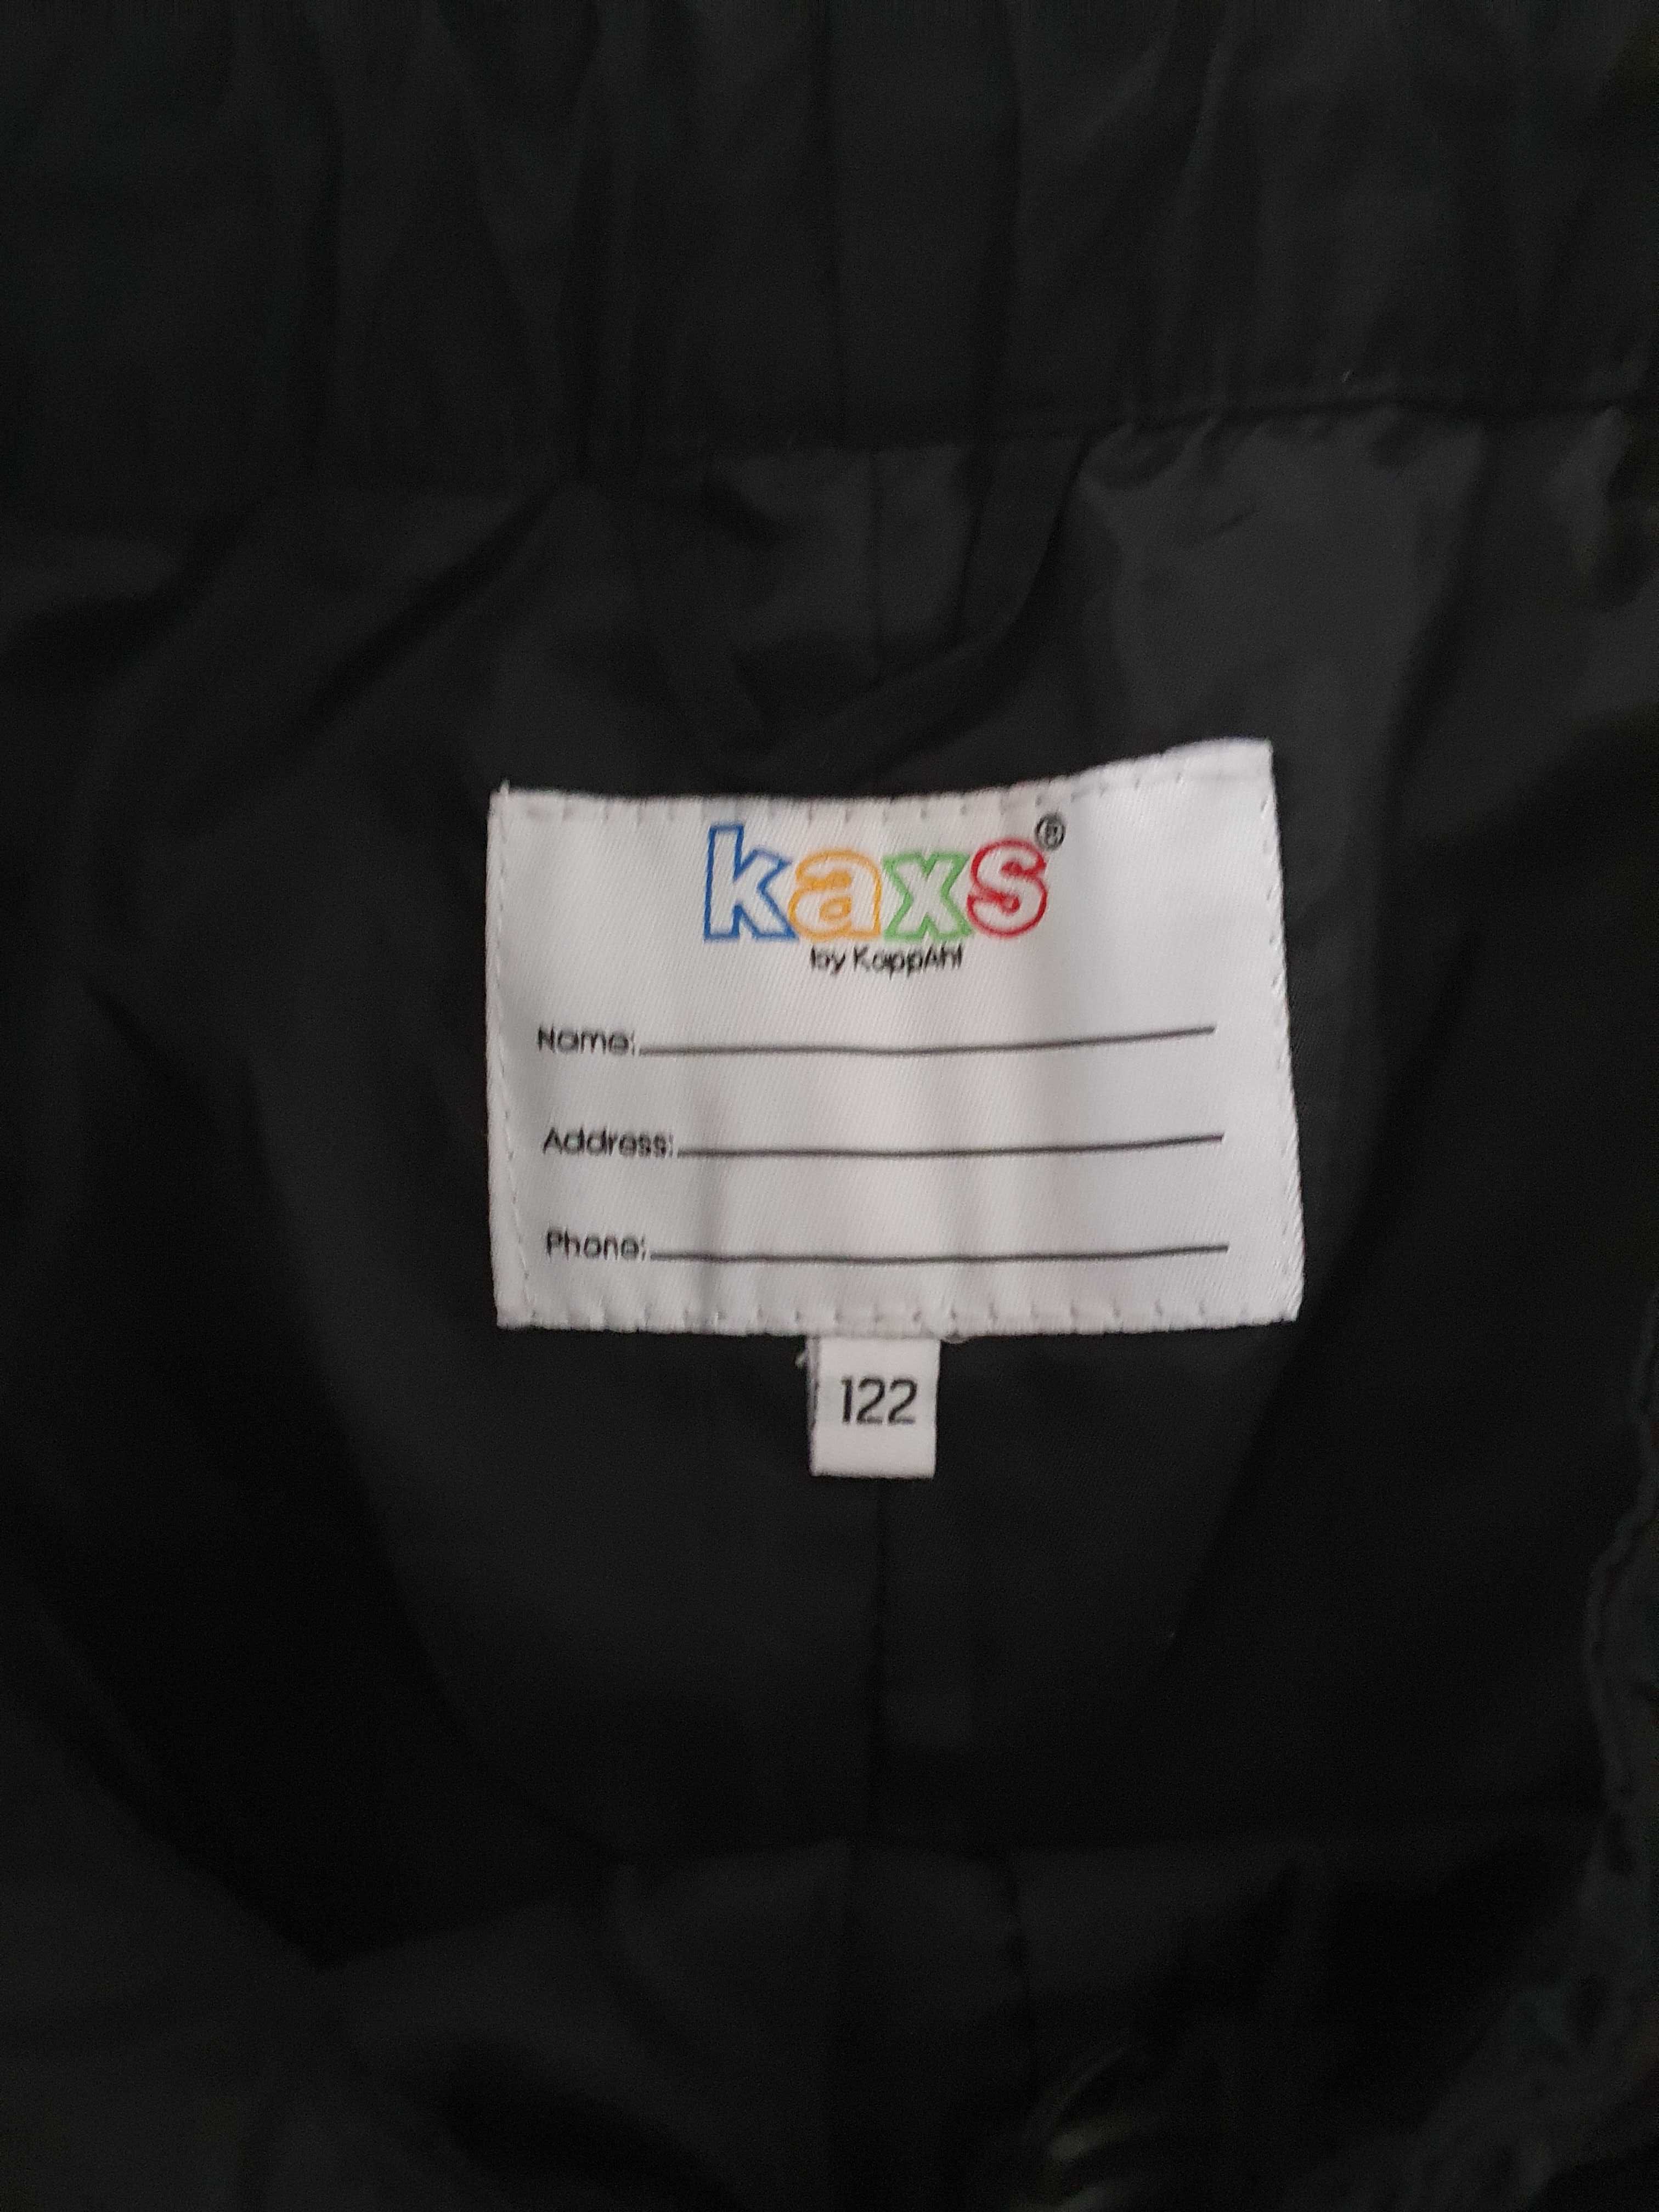 kaxs®
by KappAhl
Name:
Address:
Phone:
122